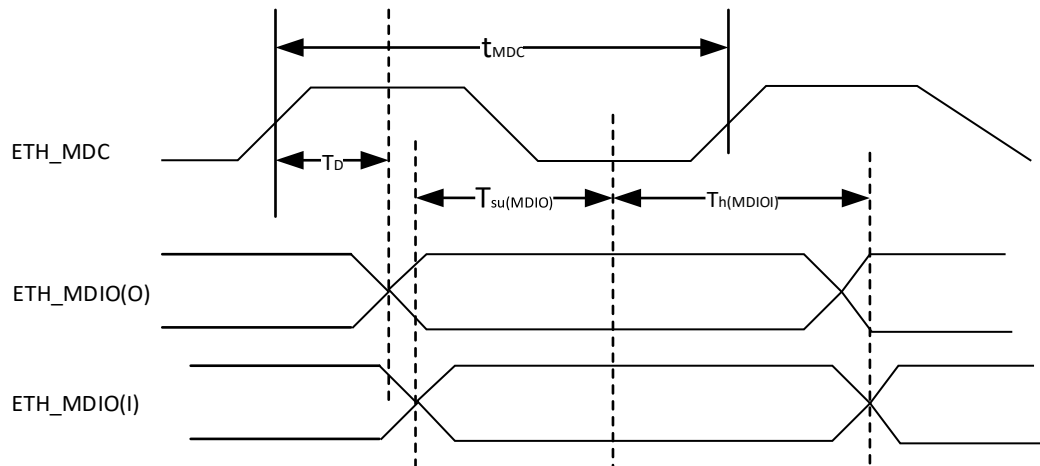 tMDC
ETH_MDC
TD
Tsu(MDIO)
Th(MDIOI)
ETH_MDIO(O)
ETH_MDIO(I)